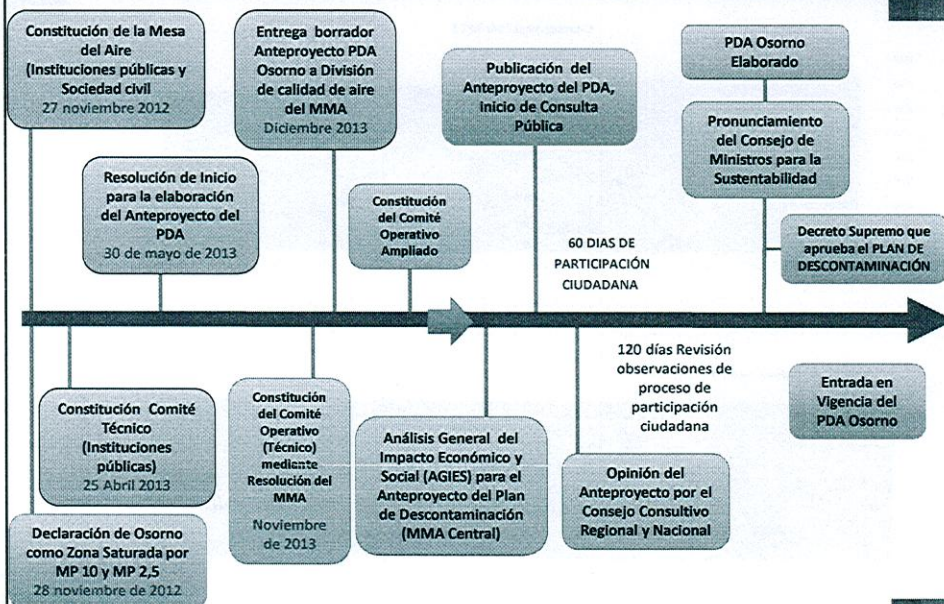 Constitución de la Mesa
del Aire
(Instituciones públicas y
Sociedad civil
27 noviembre 2012
Entrega borrador
Anteproyecto PDA
Osorno a División
de calidad de aire
del MMA
Diciembre 2013
Publicación del
Anteproyecto del PDA,
Inicio de Consulta
Pública
PDA Osorno
Elaborado
Pronunciamiento
del Consejo de
Ministros para la
Sustentabilidad
Resolución de Inicio
para la elaboración
del Anteproyecto del
PDA
30 de mayo de 2013
Constitución
del Comité
Operativo
Ampliado
60 DIAS DE
PARTICIPACIÓN
CIUDADANA
Decreto Supremo que
aprueba el PLAN DE
DESCONTAMINACIÓN
Constitución Comité
Técnico
(Instituciones
públicas)
25 Abril 2013
Declaración de Osorno
como Zona Saturada por
MP 10 y MP 2,5
28 noviembre de 2012
Constitución
del Comité
Operativo
(Técnico)
mediante
Resolución del
MMA
Noviembre
de 2013
Análisis General del
Impacto Económico y
Social (AGIES) para el
Anteproyecto del Plan
de Descontaminación
(MMA Central)
120 días Revisión
observaciones de
proceso de
participación
ciudadana
Opinión del
Anteproyecto por el
Consejo Consultivo
Regional y Nacional
Entrada en
Vigencia del
PDA Osorno